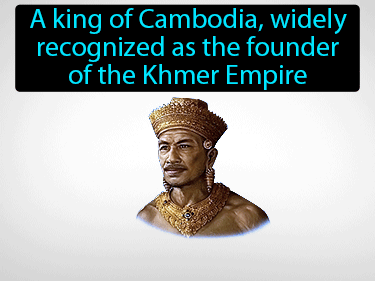 A king of Cambodia, widely
recognized as the founder
of the Khmer Empire